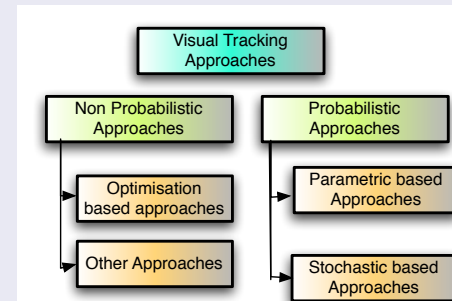 Visual Tracking
Approaches
Non Probabilistic
Approaches
Probabilistic
Approaches
Optimisation
based approaches
Parametric based
Approaches
Other Approaches
Stochastic based
Approaches